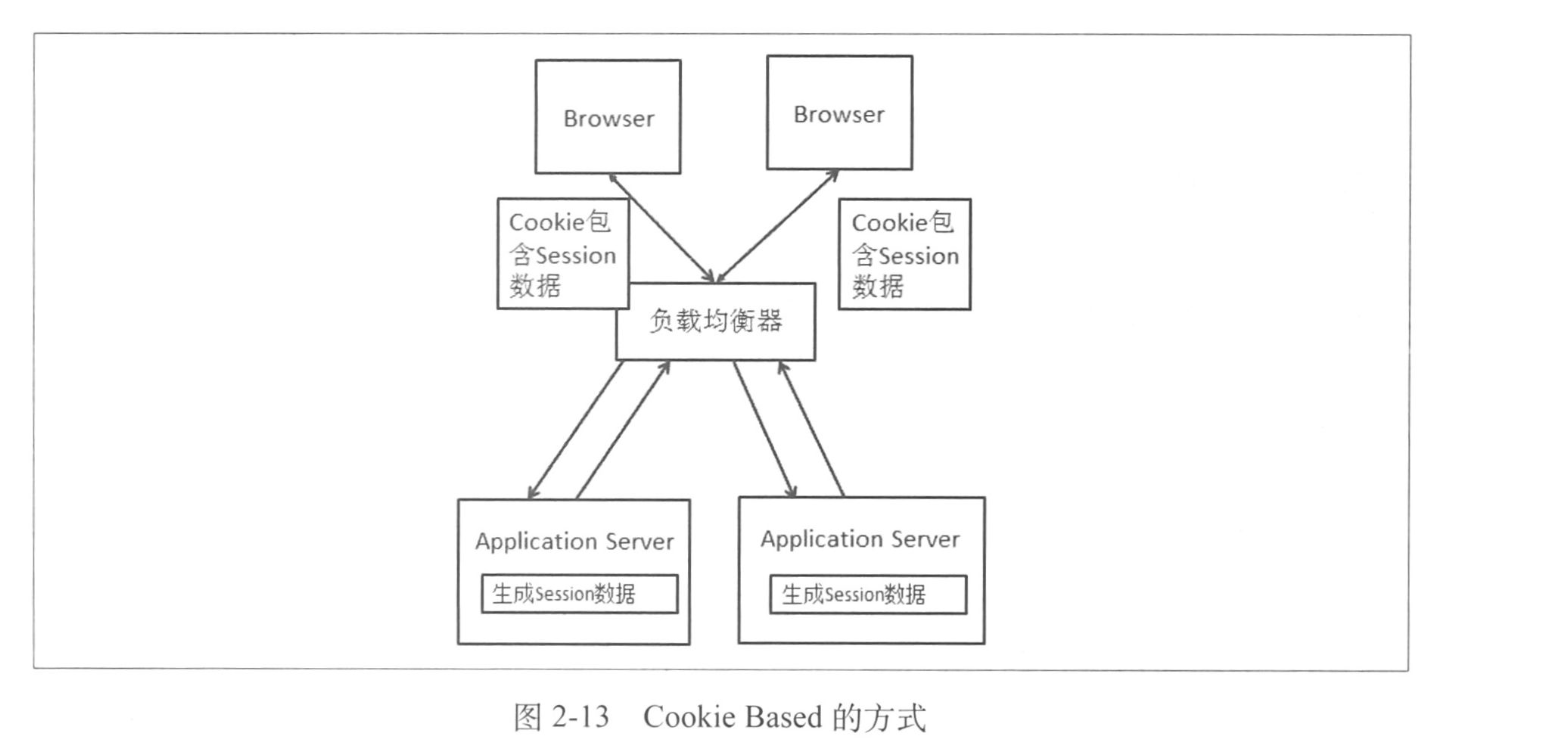 Browser
Browser
Cookie包
含Session
数据
Cookie包
含Session
数据
负载均衡器
Application Server
生成Session数据
Application Server
生成Session数据
图 2-13 Cookie Based 的方式